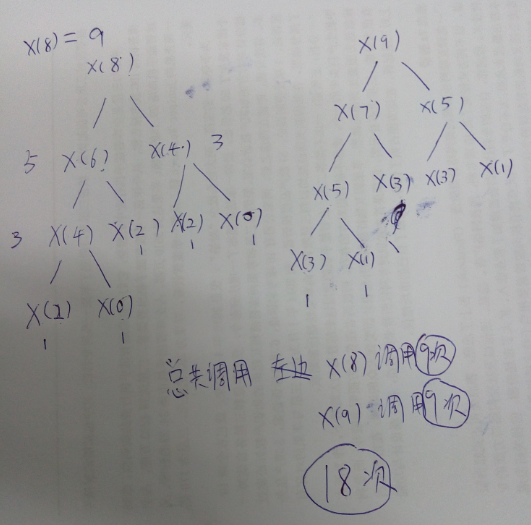 X(8) = 9
X(8)
X(9)
X(7)
X(5)
5
X(6)
X(4)
3
X(5)
X(3)
X(3)
X(1)
3
X(4)
X(2)
X(2)
X(0)
1
1
1
X(3)
X(1)
1
1
X(2)
X(0)
1
1
总共调用 左边 X(8) 调用 9次
X(9) 调用 9次
18次